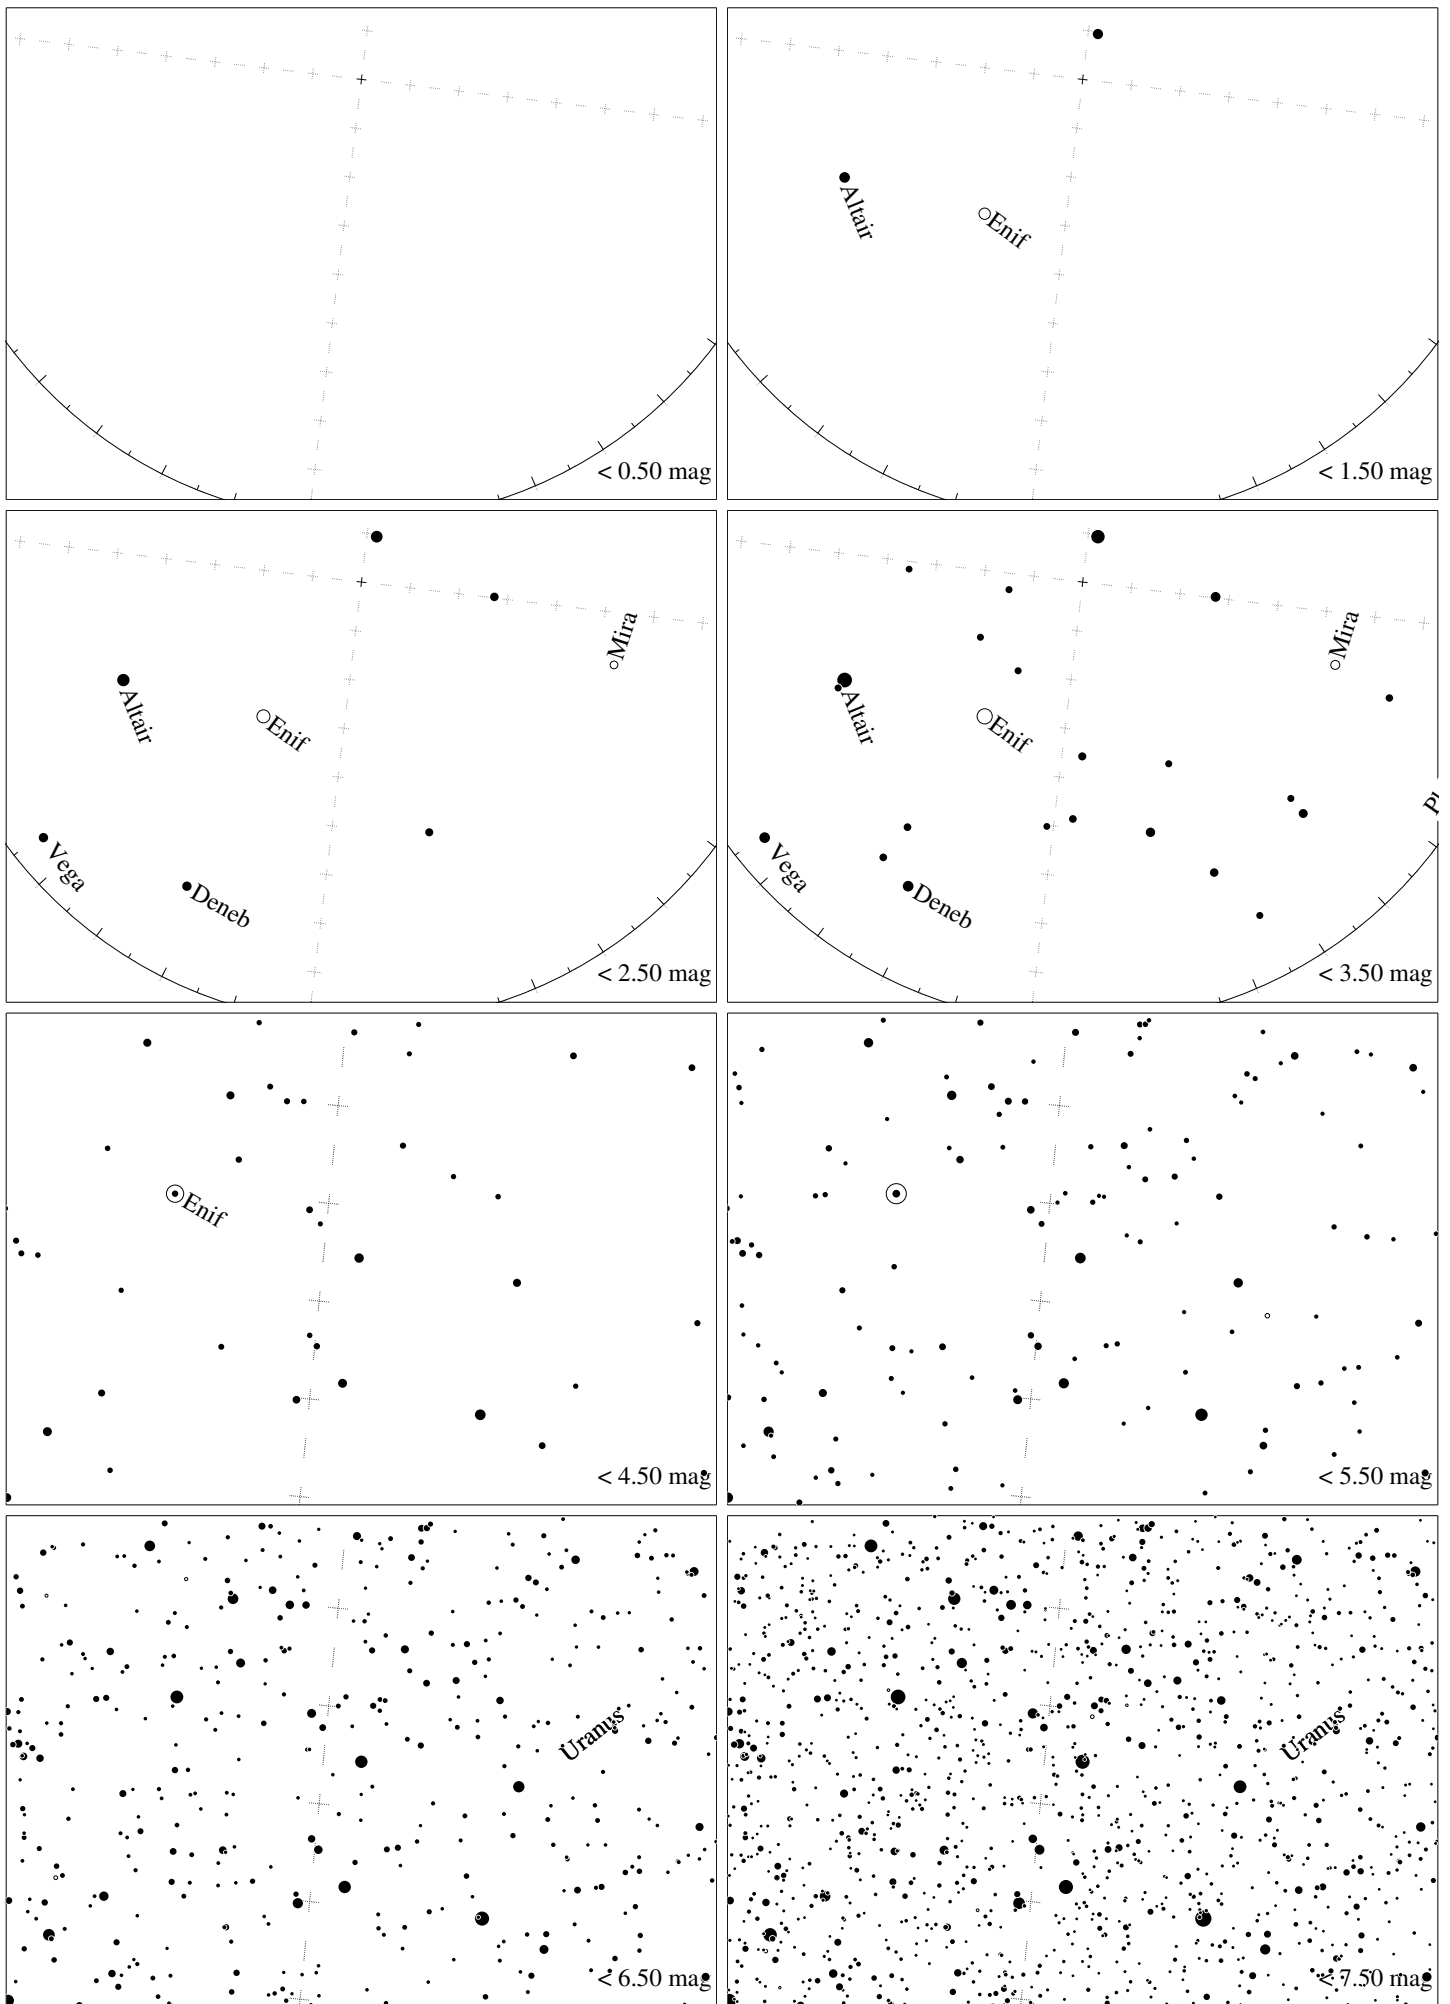 < 0.50 mag
Altair
Enif
< 1.50 mag
Mira
Altair
Enif
Vega
Deneb
< 2.50 mag
Mira
Altair
Enif
Vega
Deneb
< 3.50 mag
Enif
< 4.50 mag
< 5.50 mag
Uranus
< 6.50 mag
Uranus
< 7.50 mag